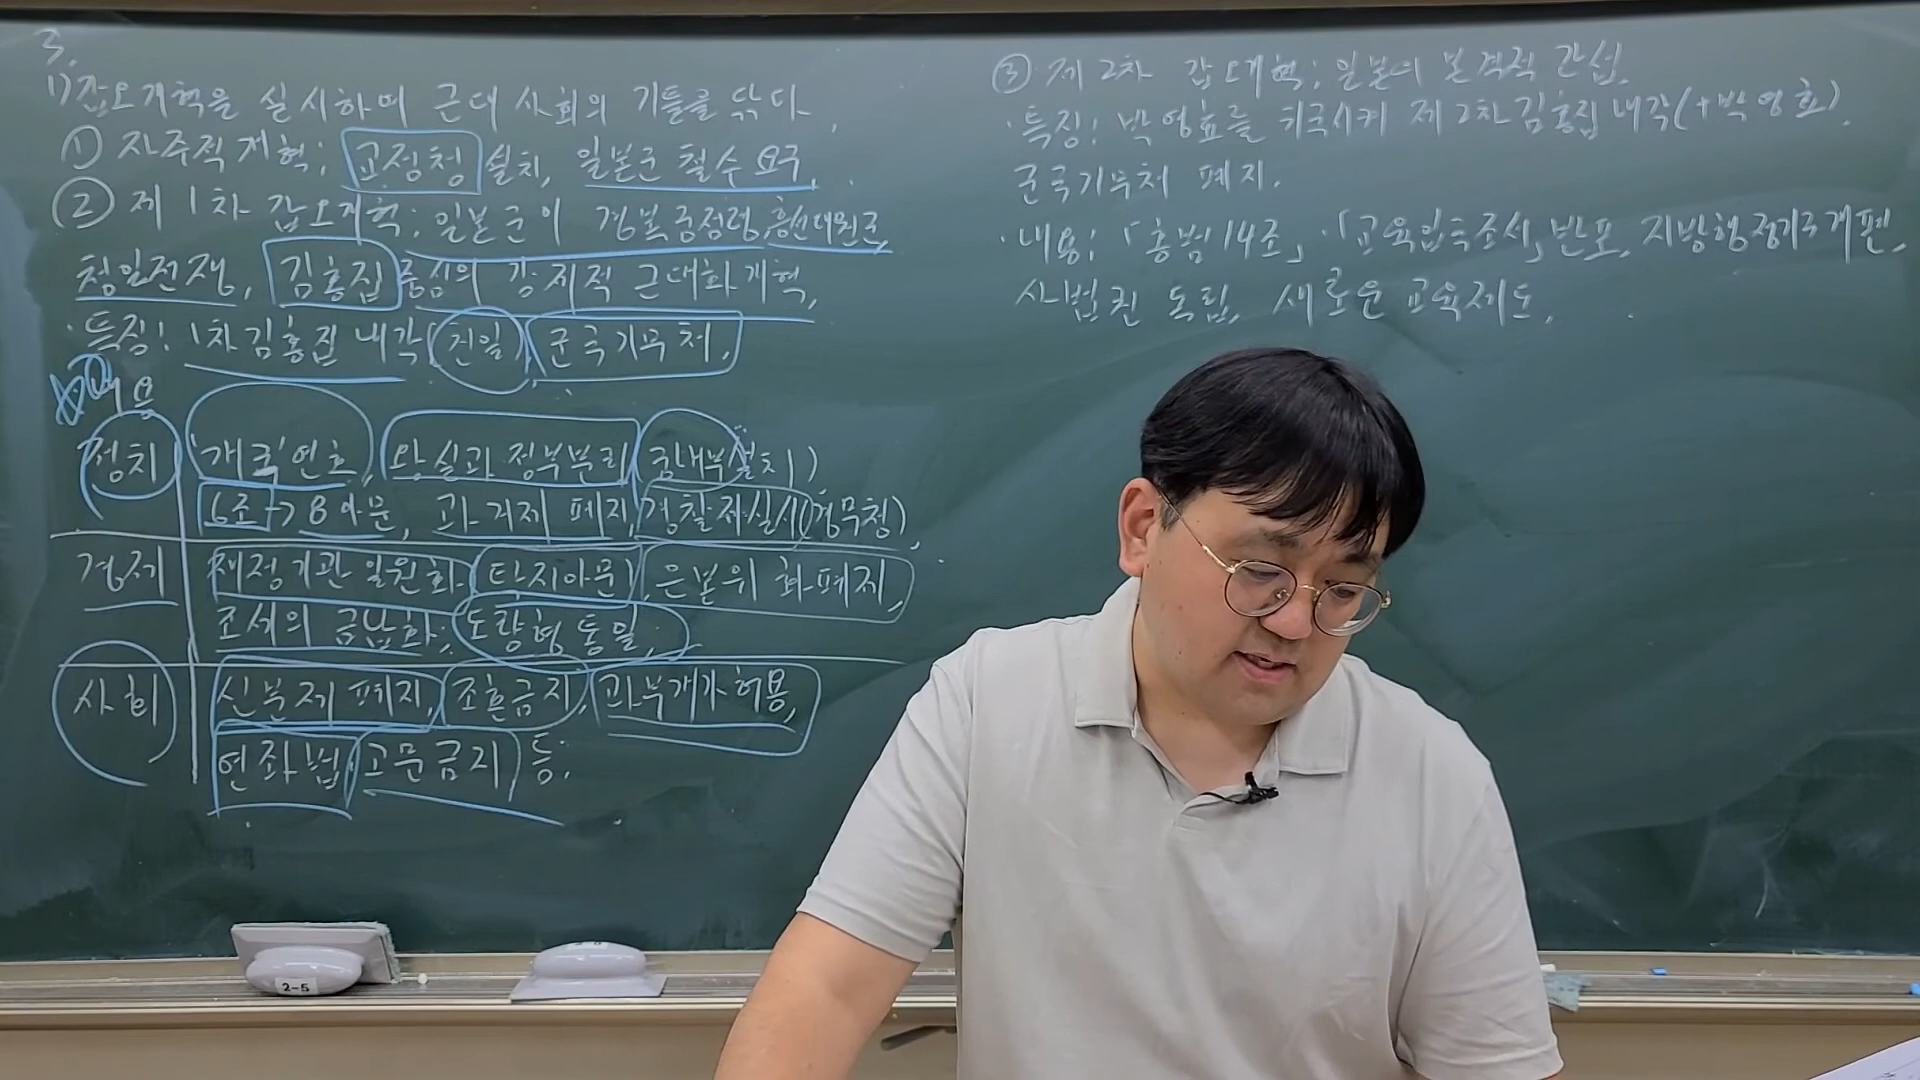 3.
1) 갑오개혁을 실시하며 근대 사회의 기틀을 닦다.
① 자주적 개혁; 교정청 설치, 일본군 철수 요구,
② 제 1차 갑오개혁; 일본군이 경복궁점령, 흥선대원군,
청일전쟁, 김홍집 중심의 강제적 근대화개혁,
·특징: 1차김홍집 내각(친일), 군국기무처,
내용
정치 '개국'연호, 왕실과 정부분리(궁내부설치)
6조→8아문, 과거제 폐지, 경찰제실시(경무청),
경제 재정기관 일원화(탁지아문), 은본위 화폐제,
조세의 금납화; 도량형통일,
사회 신분제 폐지, 조혼금지, 과부개가 허용,
연좌법, 고문금지 등.
③ 제 2차 갑오개혁; 일본의 본격적 간섭,
·특징: 박영효를 귀국시켜 제 2차김홍집내각(+박영효).
군국기무처 폐지.
·내용: 「홍범14조」·「교육입국조서」반포, 지방행정기구개편,
사법권 독립, 새로운 교육제도.
2-5